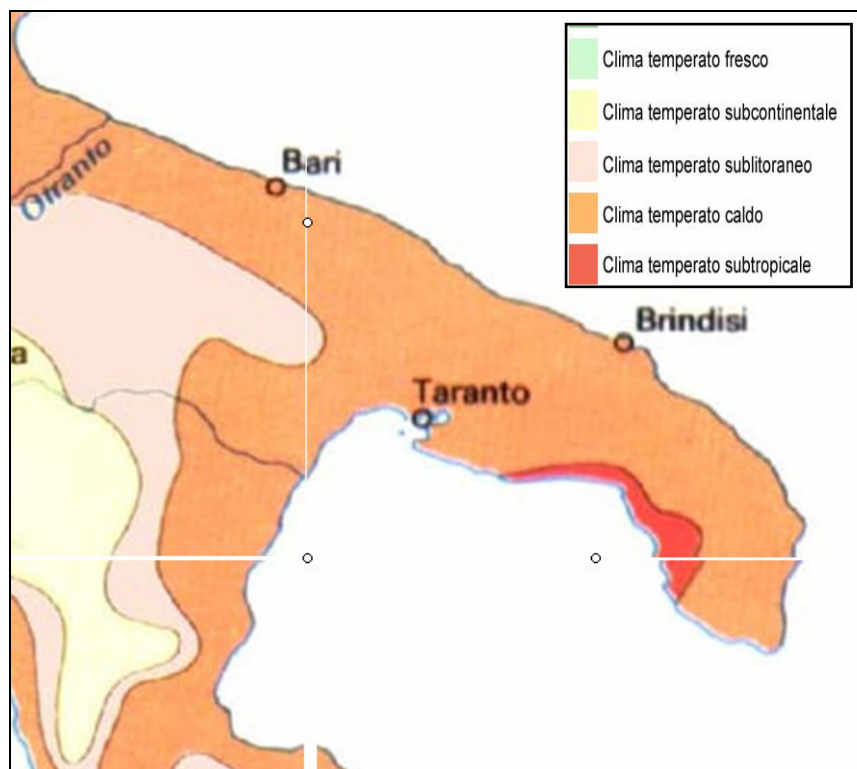 Clima temperato fresco
Clima temperato subcontinentale
Clima temperato sublitoraneo
Clima temperato caldo
Clima temperato subtropicale
Otranto
Bari
Brindisi
a
Taranto